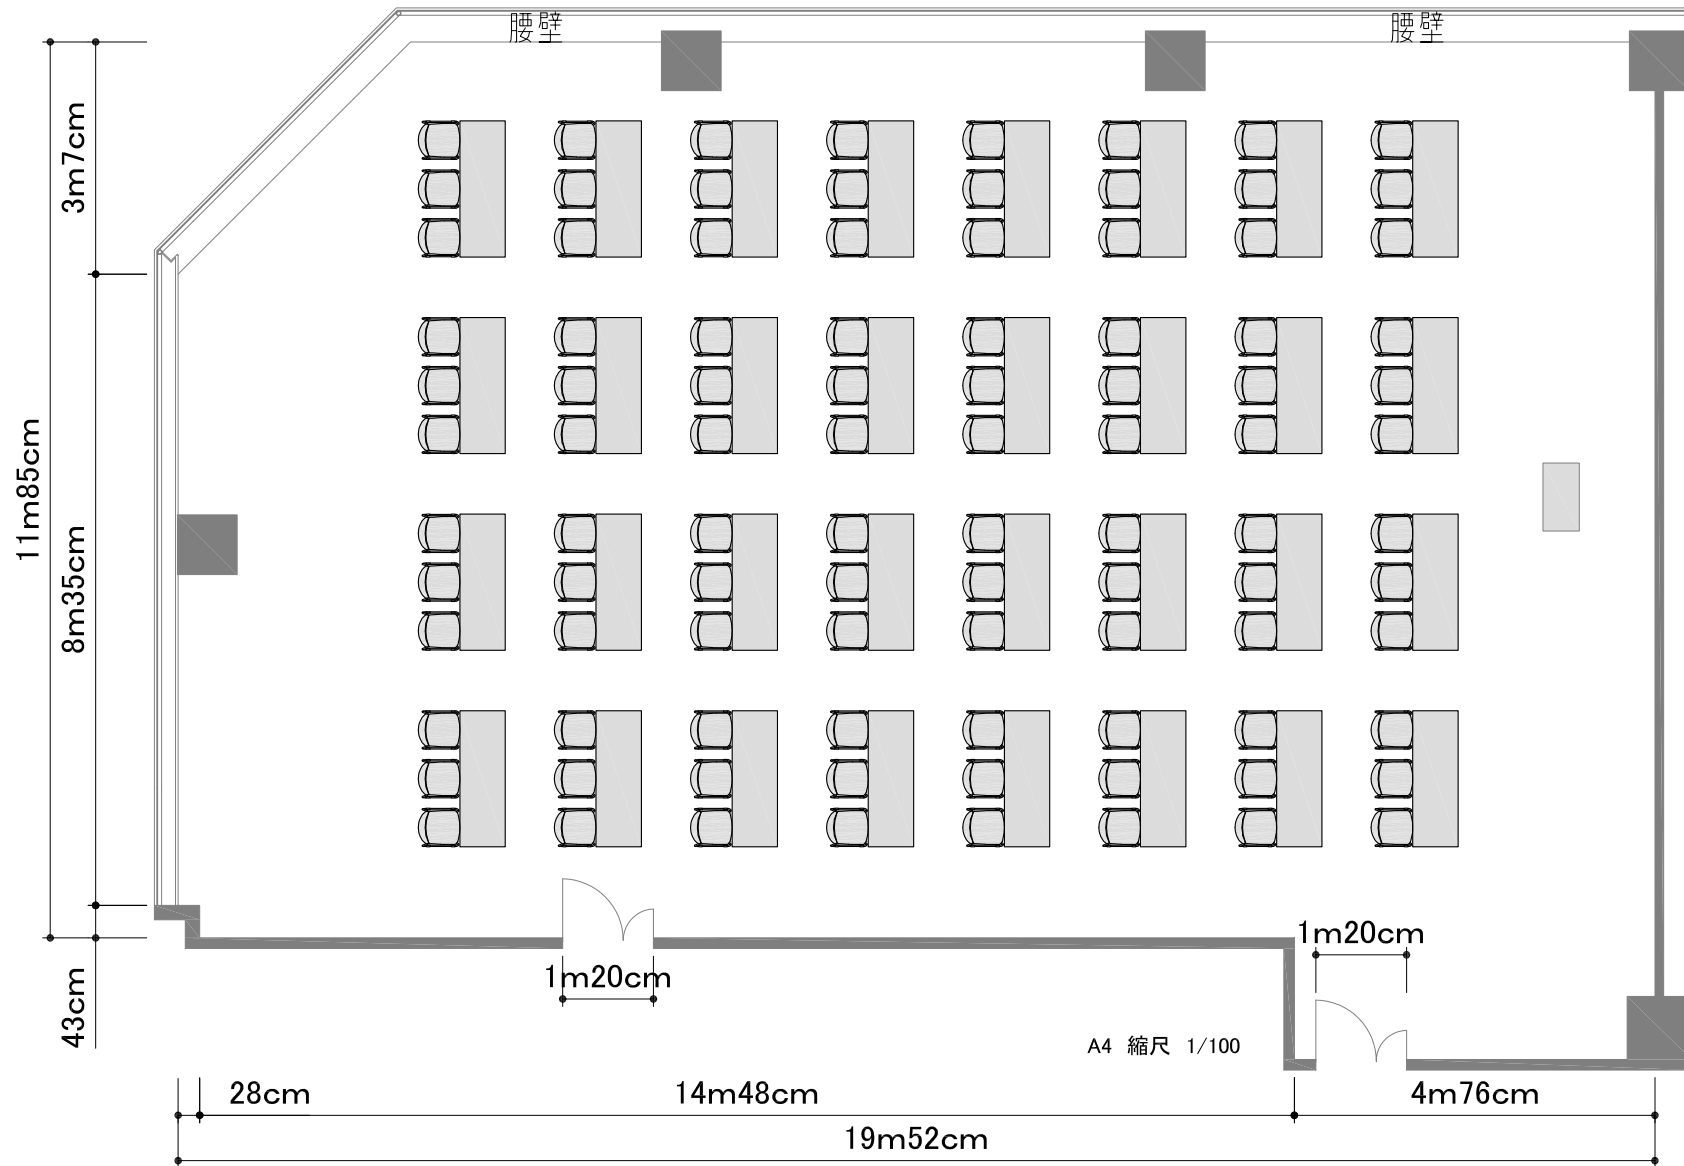 腰壁
腰壁
3m7cm
11m85cm
8m35cm
43cm
1m20cm
1m20cm
A4 縮尺 1/100
28cm
14m48cm
4m76cm
19m52cm